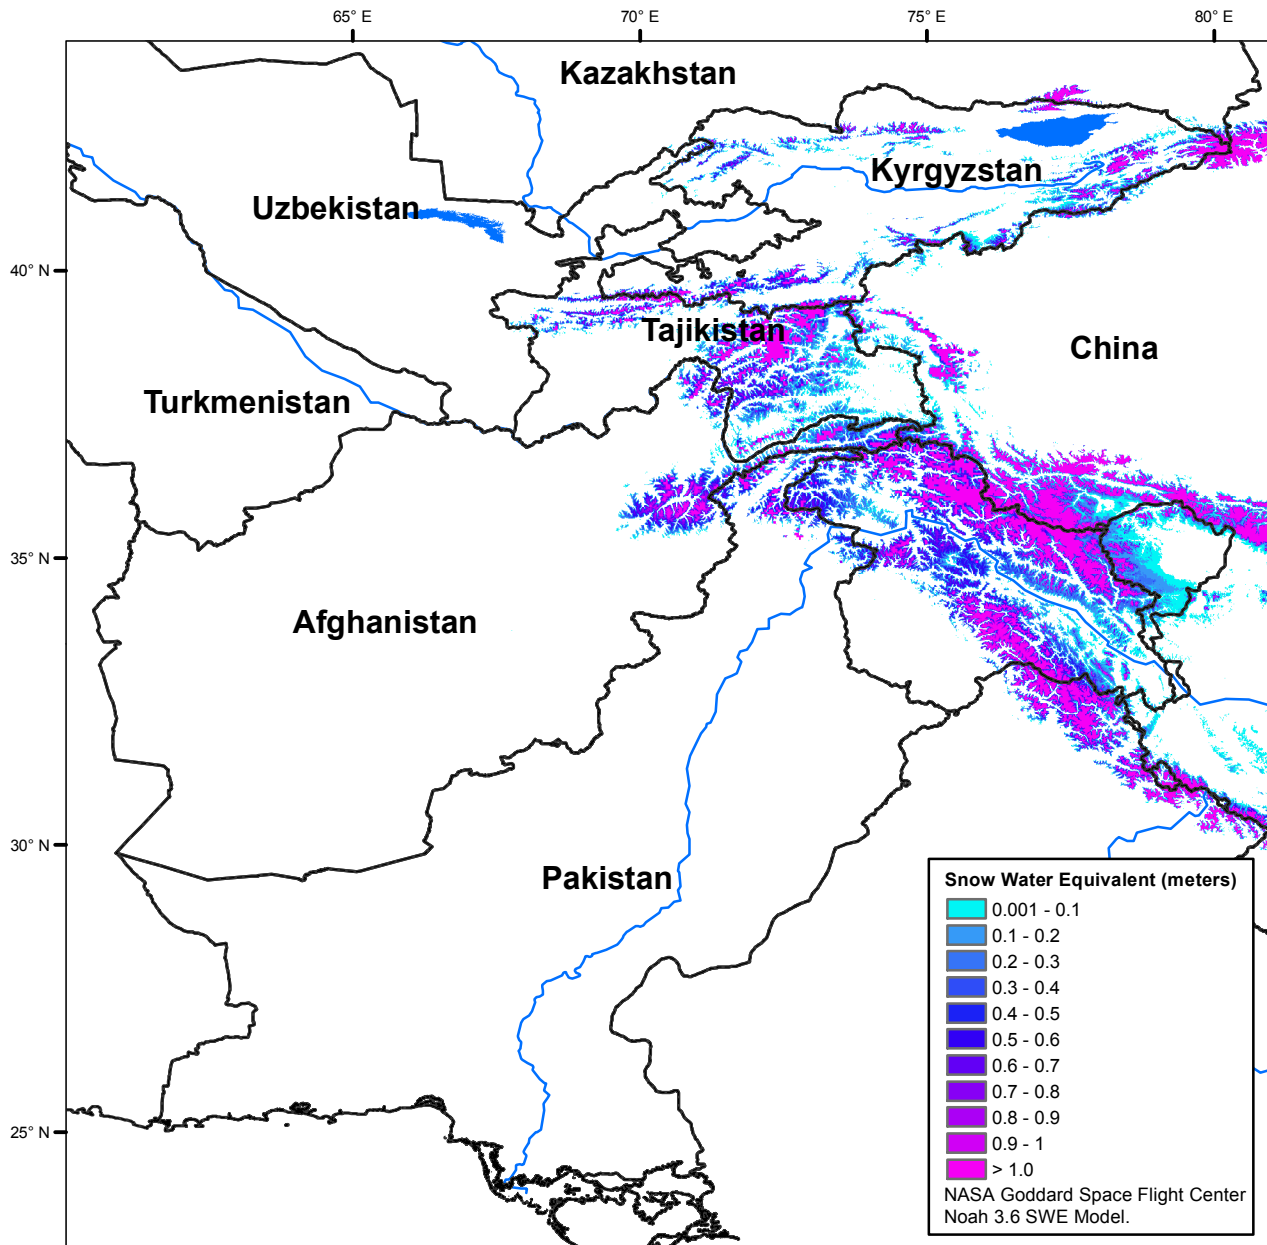 65° E
70° E
75° E
80° E
Kazakhstan
Kyrgyzstan
Uzbekistan
40° N
Tajikistan
China
Turkmenistan
35° N
Afghanistan
30° N
Pakistan
25° N
Snow Water Equivalent (meters)
0.001 - 0.1
0.1 - 0.2
0.2 - 0.3
0.3 - 0.4
0.4 - 0.5
0.5 - 0.6
0.6 - 0.7
0.7 - 0.8
0.8 - 0.9
0.9 - 1
> 1.0
NASA Goddard Space Flight Center
Noah 3.6 SWE Model.